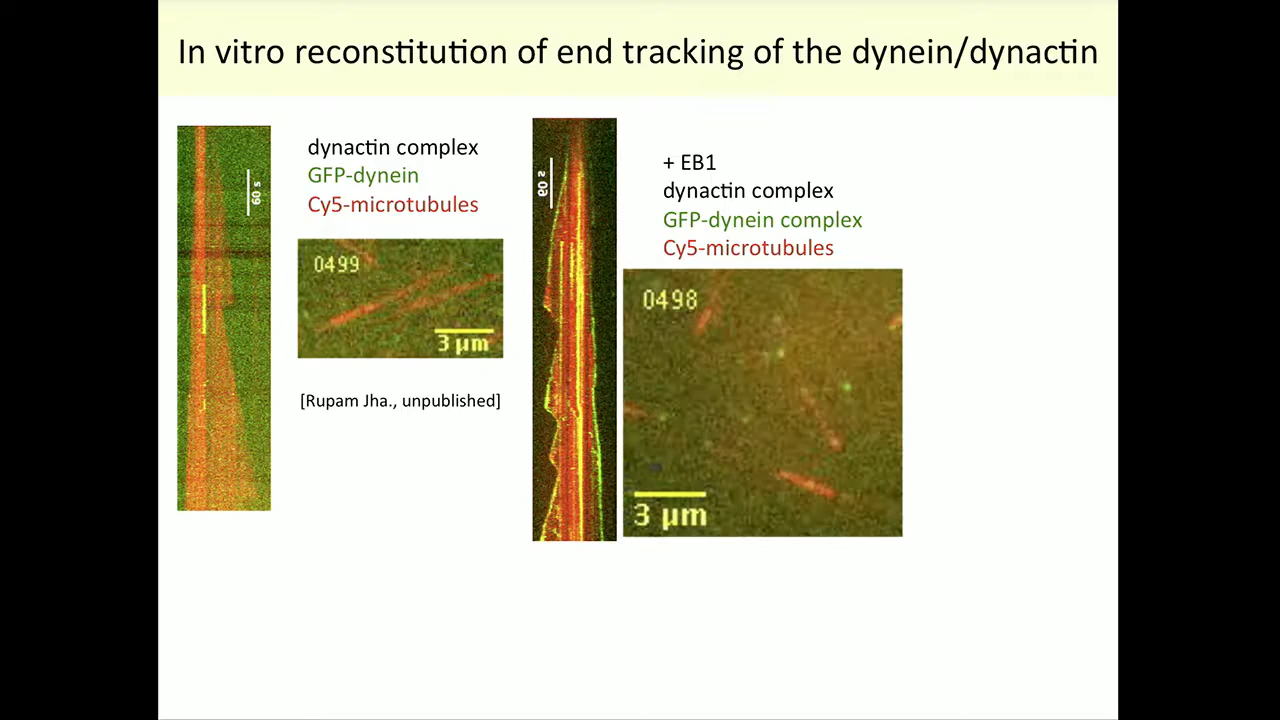 In vitro reconstitution of end tracking of the dynein/dynactin
60 s
dynactin complex
GFP-dynein
Cy5-microtubules
0499
3 µm
[Rupam Jha., unpublished]
60 s
+ EB1
dynactin complex
GFP-dynein complex
Cy5-microtubules
0498
3 µm